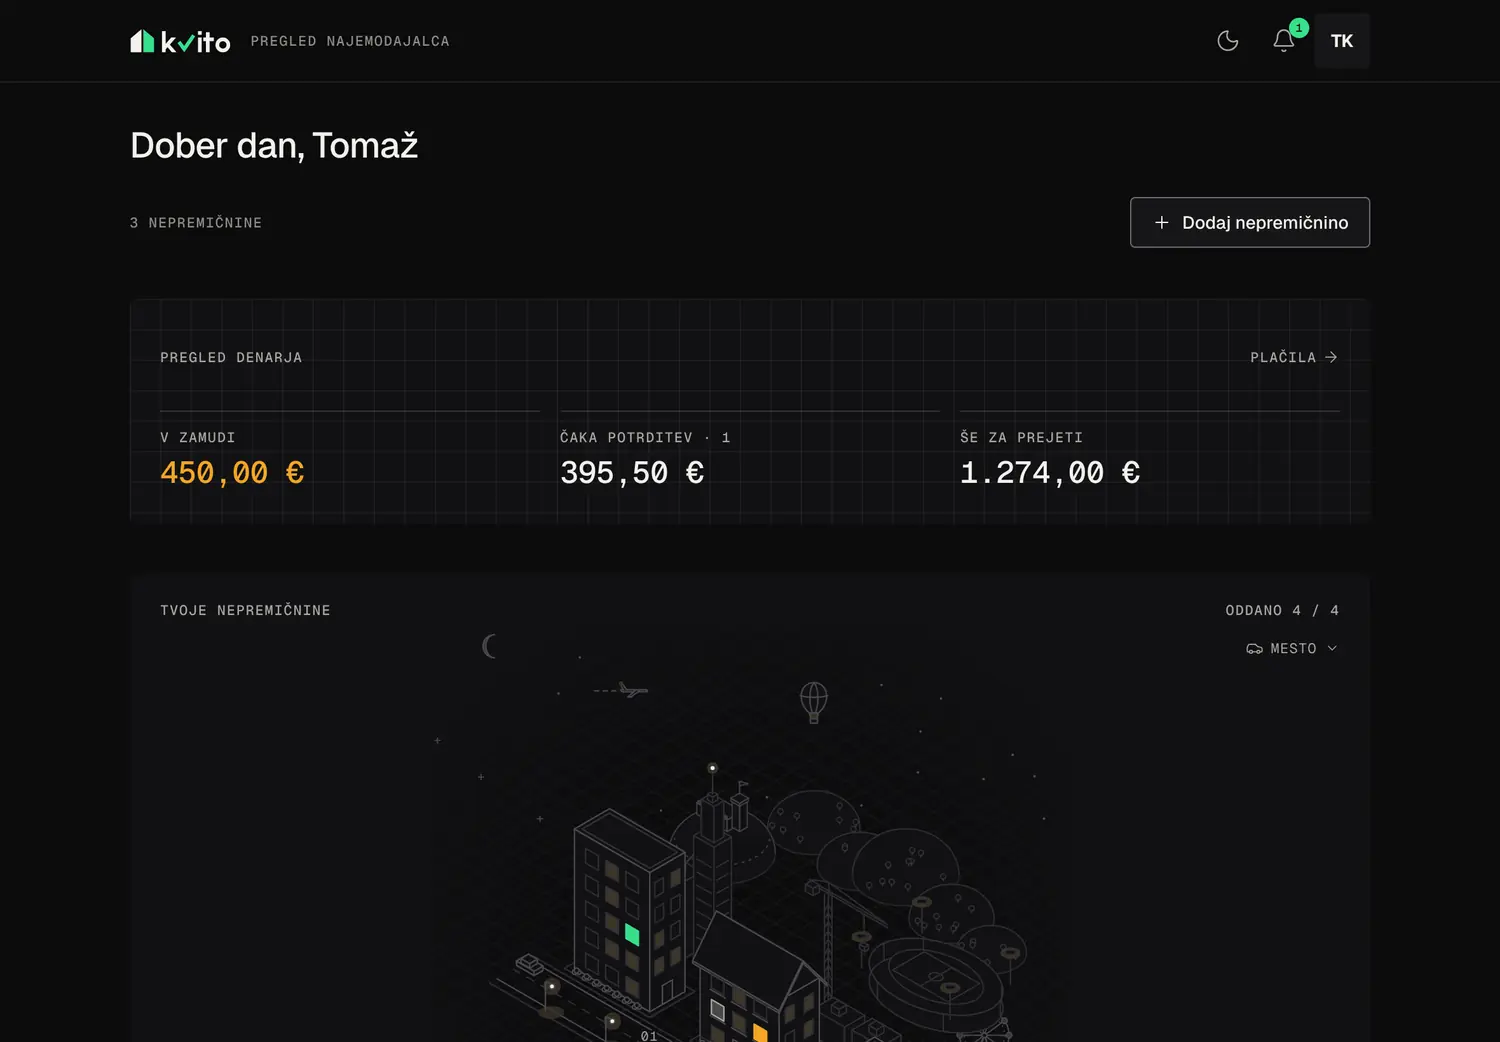 kvito PREGLED NAJEMODAJALCA
1
TK
Dober dan, Tomaž
3 NEPREMIČNINE
+ Dodaj nepremičnino
PREGLED DENARJA
PLAČILA →
V ZAMUDI
450,00 €
ČAKA POTRDITEV · 1
395,50 €
ŠE ZA PREJETI
1.274,00 €
TVOJE NEPREMIČNINE
ODDANO 4 / 4
MESTO
01